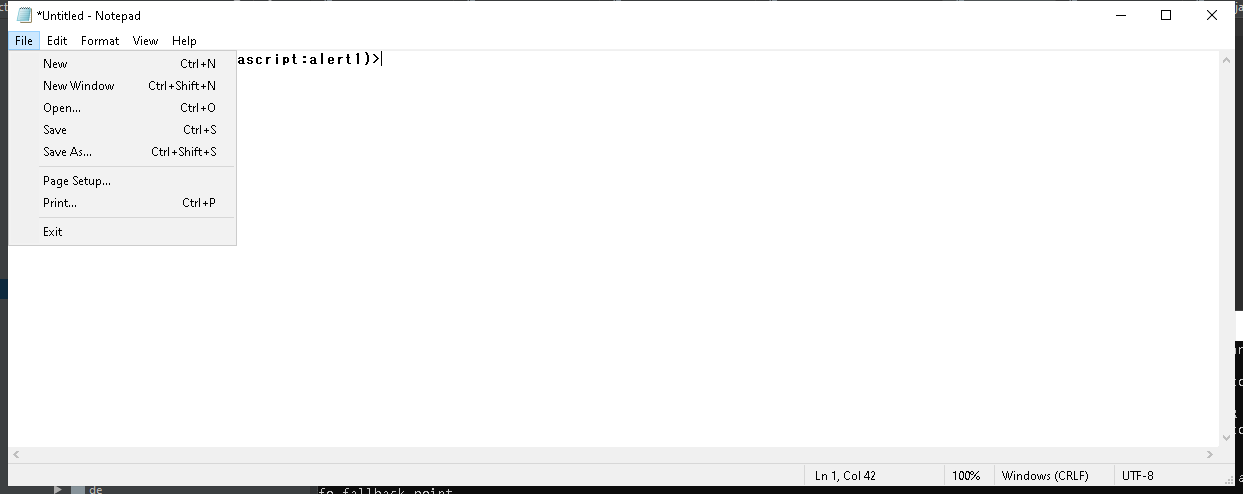 *Untitled - Notepad
File Edit Format View Help
ascript:alert1)>
New Ctrl+N
New Window Ctrl+Shift+N
Open... Ctrl+O
Save Ctrl+S
Save As... Ctrl+Shift+S
Page Setup...
Print... Ctrl+P
Exit
Ln 1, Col 42 100% Windows (CRLF) UTF-8
de
fo fallback point